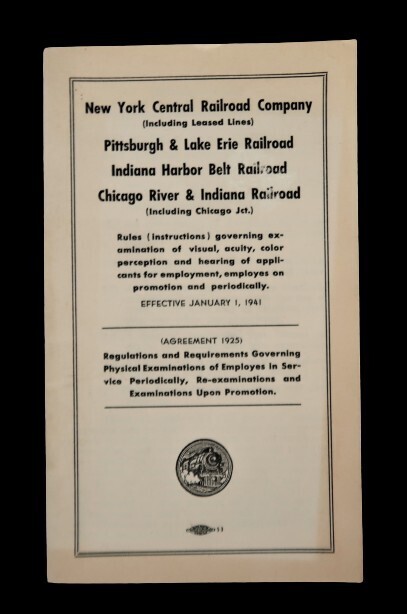 New York Central Railroad Company
(Including Leased Lines)
Pittsburgh & Lake Erie Railroad
Indiana Harbor Belt Railroad
Chicago River & Indiana Railroad
(Including Chicago Jct.)
Rules (instructions) governing ex-
amination of visual, acuity, color
perception and hearing of appli-
cants for employment, employes on
promotion and periodically.
EFFECTIVE JANUARY 1, 1941
(AGREEMENT 1925)
Regulations and Requirements Governing
Physical Examinations of Employes in Ser-
vice Periodically, Re-examinations and
Examinations Upon Promotion.
11